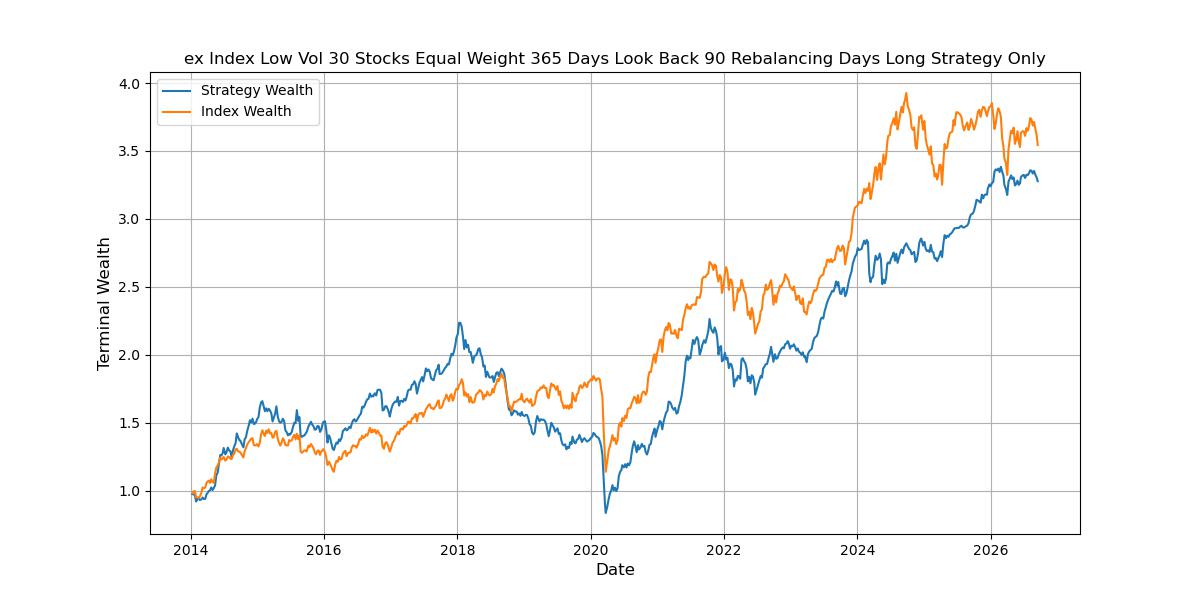 ex Index Low Vol 30 Stocks Equal Weight 365 Days Look Back 90 Rebalancing Days Long Strategy Only
Strategy Wealth
Index Wealth
Terminal Wealth
4.0
3.5
3.0
2.5
2.0
1.5
1.0
2014 2016 2018 2020 2022 2024 2026
Date